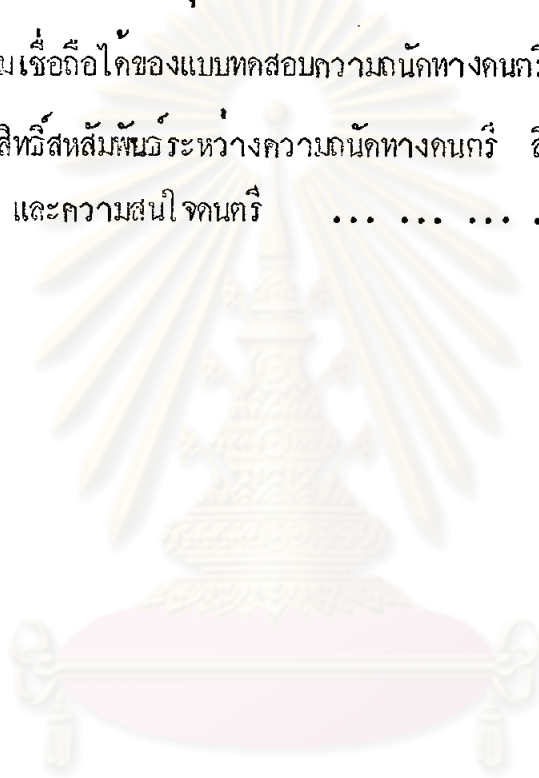 มเชื่อถือได้ของแบบทดสอบความถนัดทางดนตรี
สิทธิ์สหสัมพันธ์ระหว่างความถนัดทางดนตรี
และความสนใจดนตรี ... ... ...